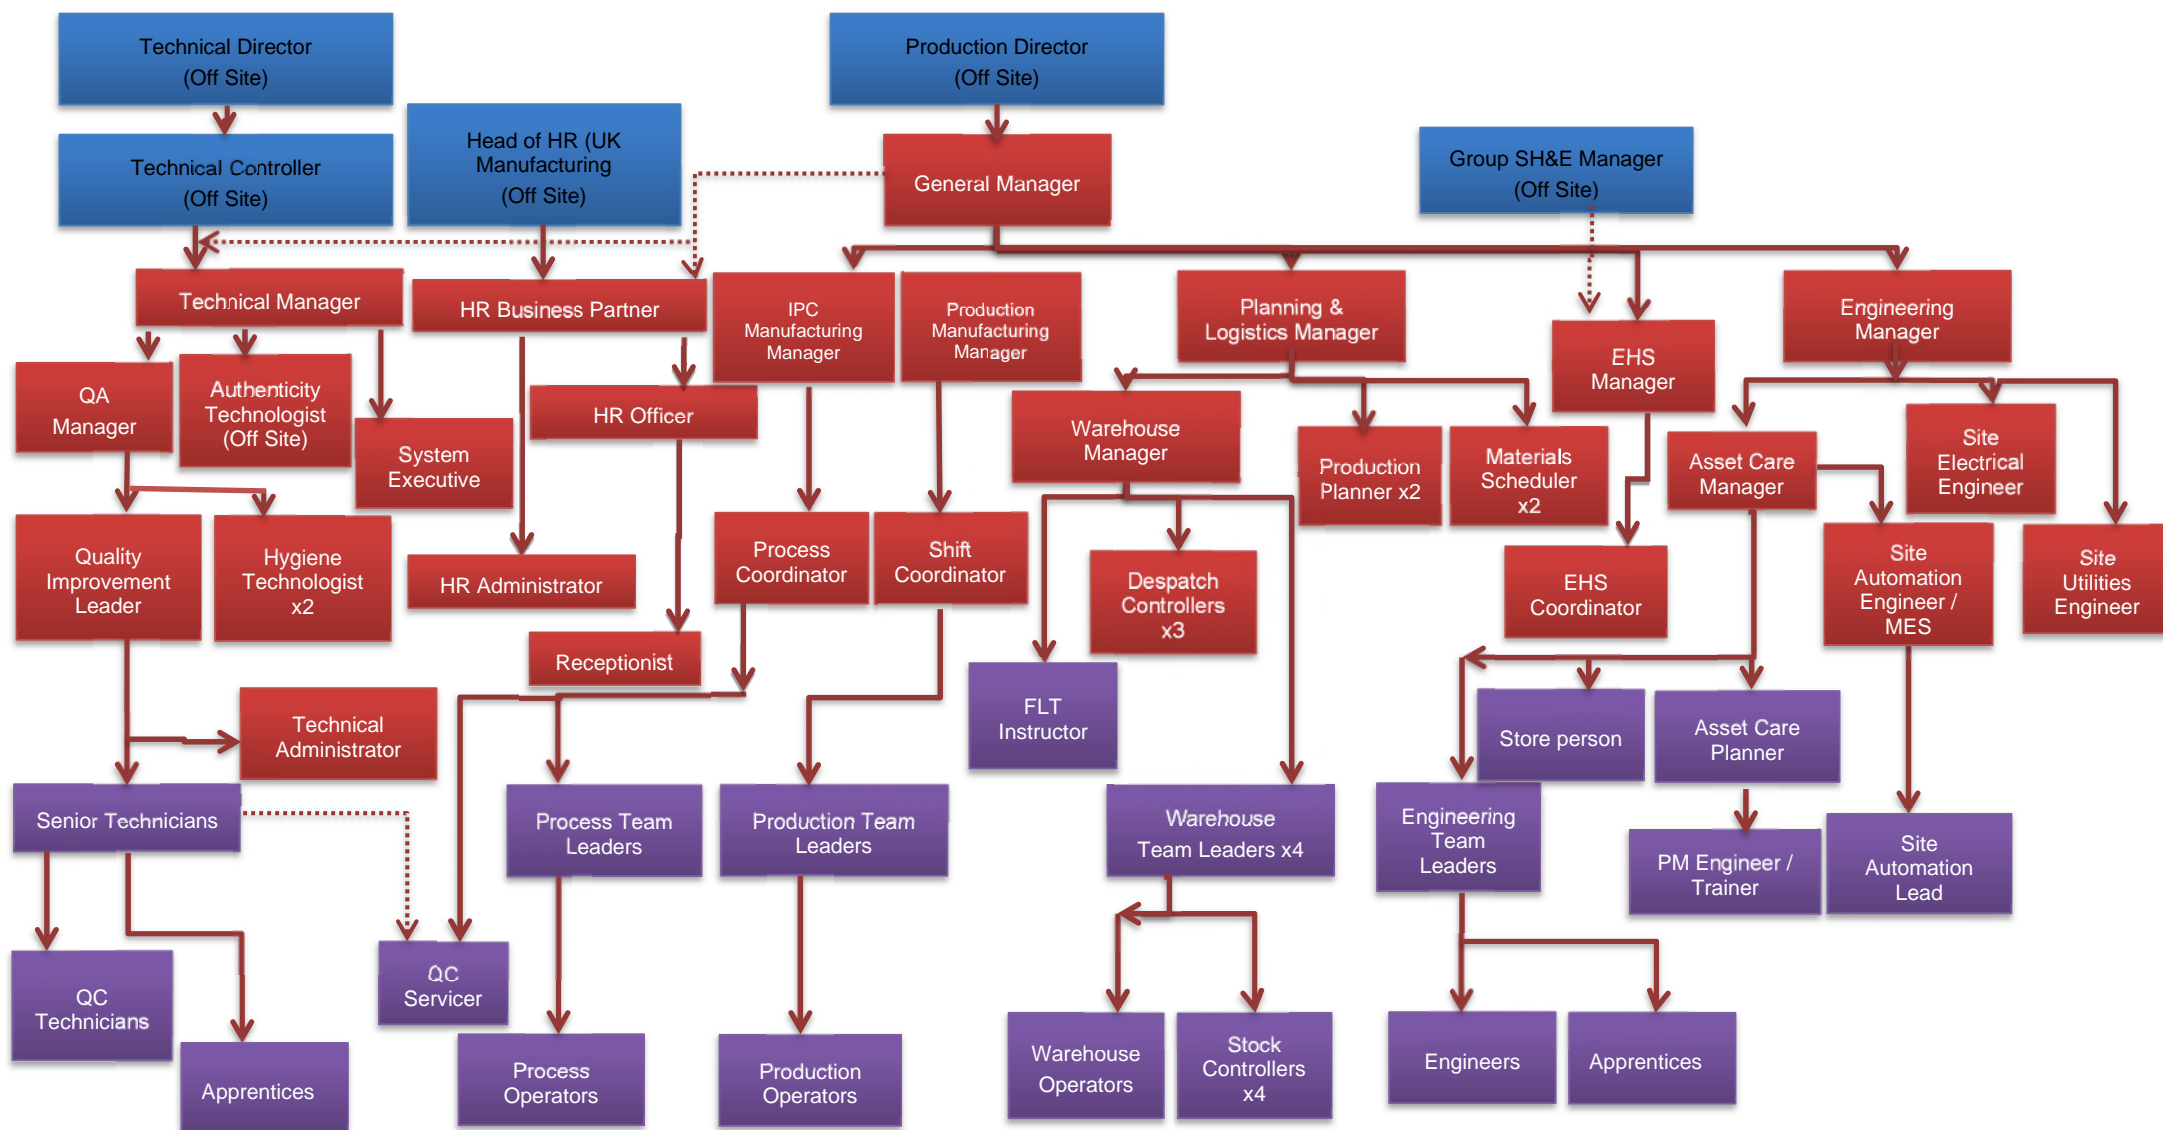 Technical Director
(Off Site)
Production Director
(Off Site)
Technical Controller
(Off Site)
Head of HR (UK
Manufacturing
(Off Site)
General Manager
Group SH&E Manager
(Off Site)
Technical Manager
HR Business Partner
IPC
Manufacturing
Manager
Production
Manufacturing
Manager
Planning &
Logistics Manager
EHS
Manager
Engineering
Manager
QA
Manager
Authenticity
Technologist
(Off Site)
System
Executive
HR Officer
Warehouse
Manager
Production
Planner x2
Materials
Scheduler
x2
Asset Care
Manager
Site
Electrical
Engineer
Quality
Improvement
Leader
Hygiene
Technologist
x2
HR Administrator
Process
Coordinator
Shift
Coordinator
Despatch
Controllers
x3
EHS
Coordinator
Site
Automation
Engineer /
MES
Site
Utilities
Engineer
Receptionist
Technical
Administrator
FLT
Instructor
Store person
Asset Care
Planner
Senior Technicians
Process Team
Leaders
Production Team
Leaders
Warehouse
Team Leaders x4
Engineering
Team
Leaders
PM Engineer /
Trainer
Site
Automation
Lead
QC
Technicians
QC
Servicer
Apprentices
Process
Operators
Production
Operators
Warehouse
Operators
Stock
Controllers
x4
Engineers
Apprentices